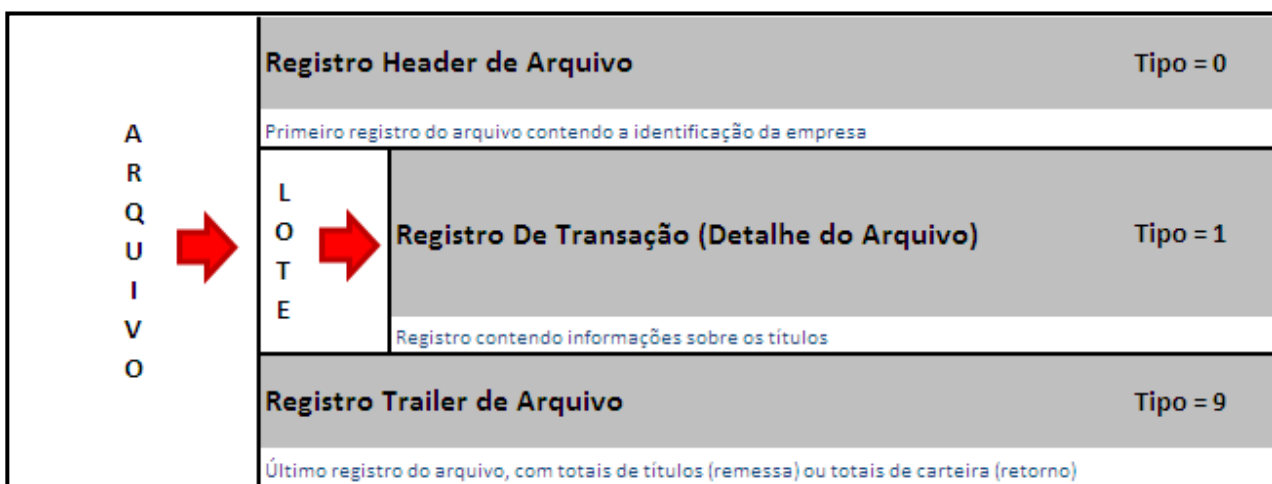 A
R
Q
U
I
V
O
Registro Header de Arquivo Tipo = 0
Primeiro registro do arquivo contendo a identificação da empresa
L
O
T
E
Registro De Transação (Detalhe do Arquivo) Tipo = 1
Registro contendo informações sobre os títulos
Registro Trailer de Arquivo Tipo = 9
Último registro do arquivo, com totais de títulos (remessa) ou totais de carteira (retorno)